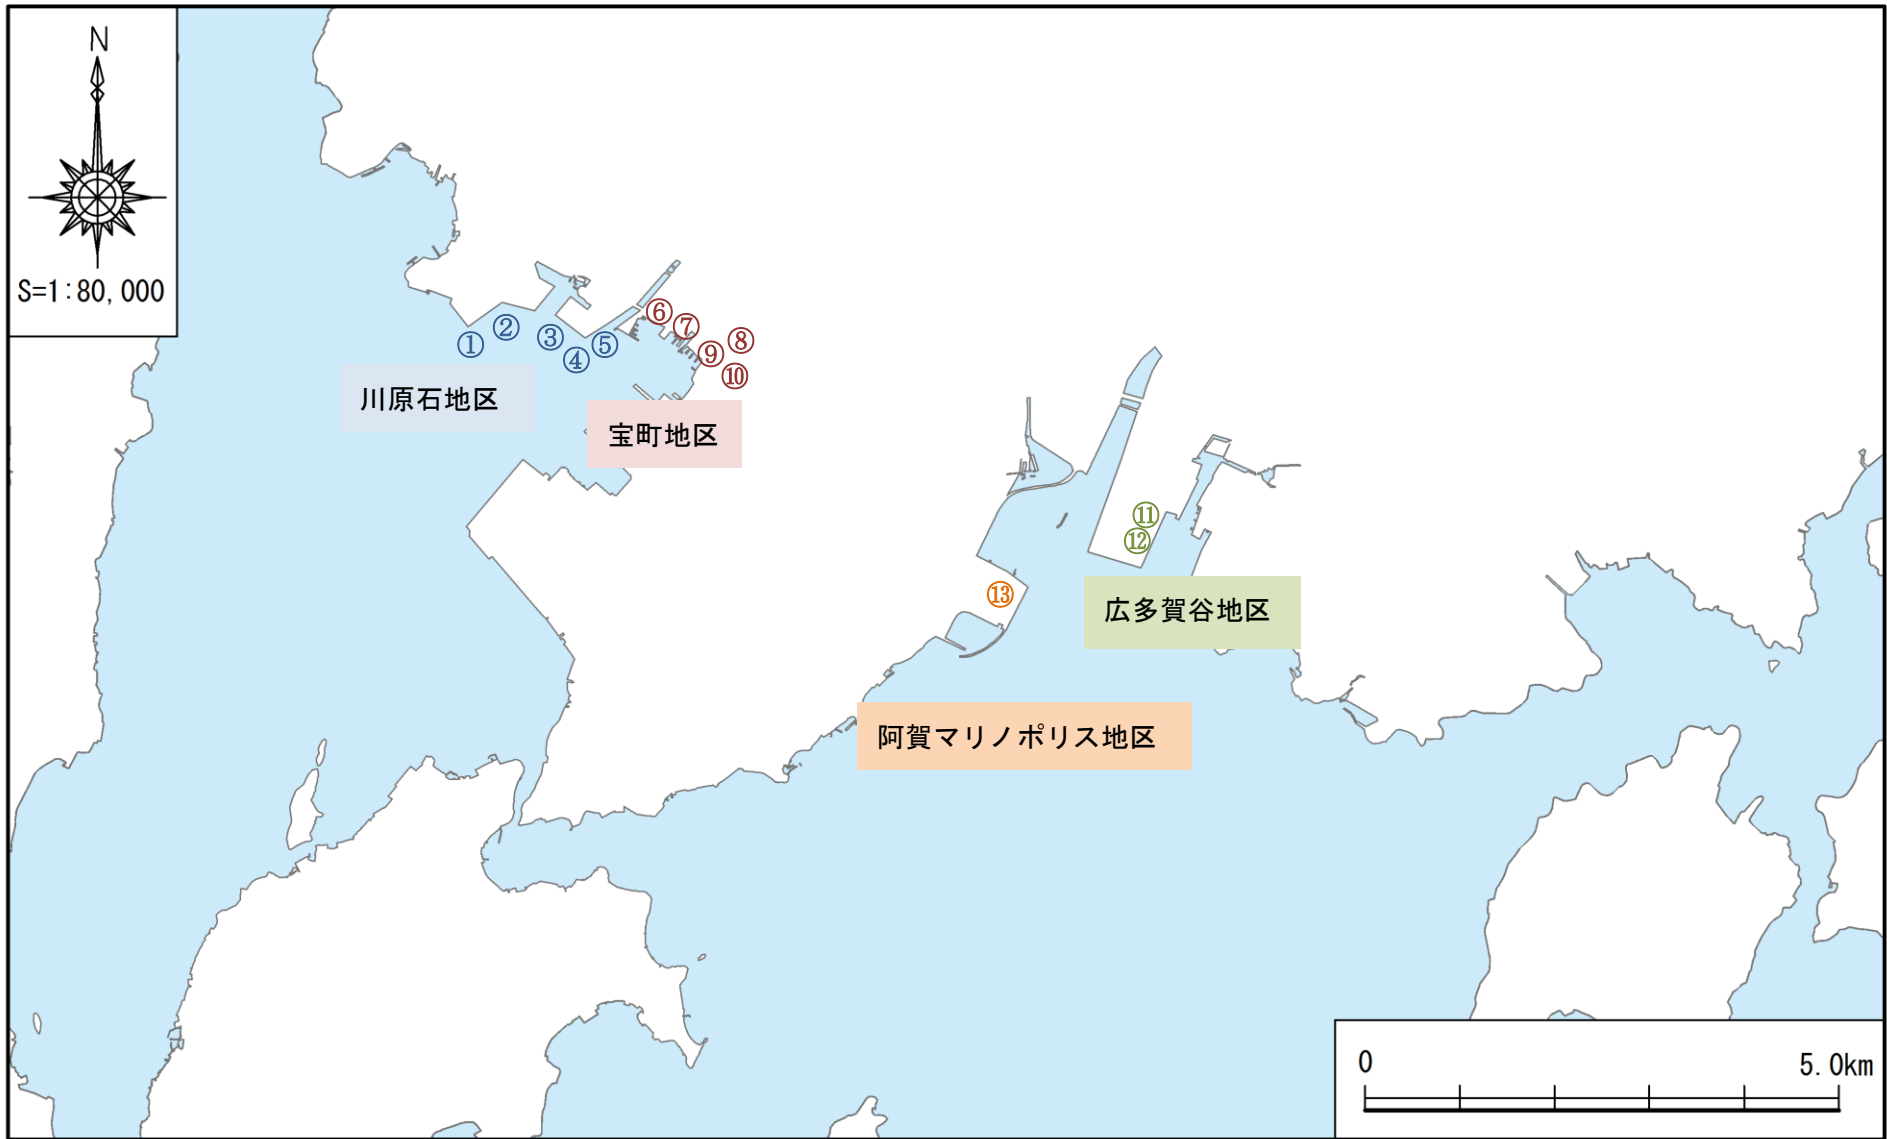 N
S=1:80,000
⑥
⑦
②
③
⑧
①
⑤
⑨
④
⑩
川原石地区
宝町地区
⑪
⑫
⑬
広多賀谷地区
阿賀マリノポリス地区
0
5.0km